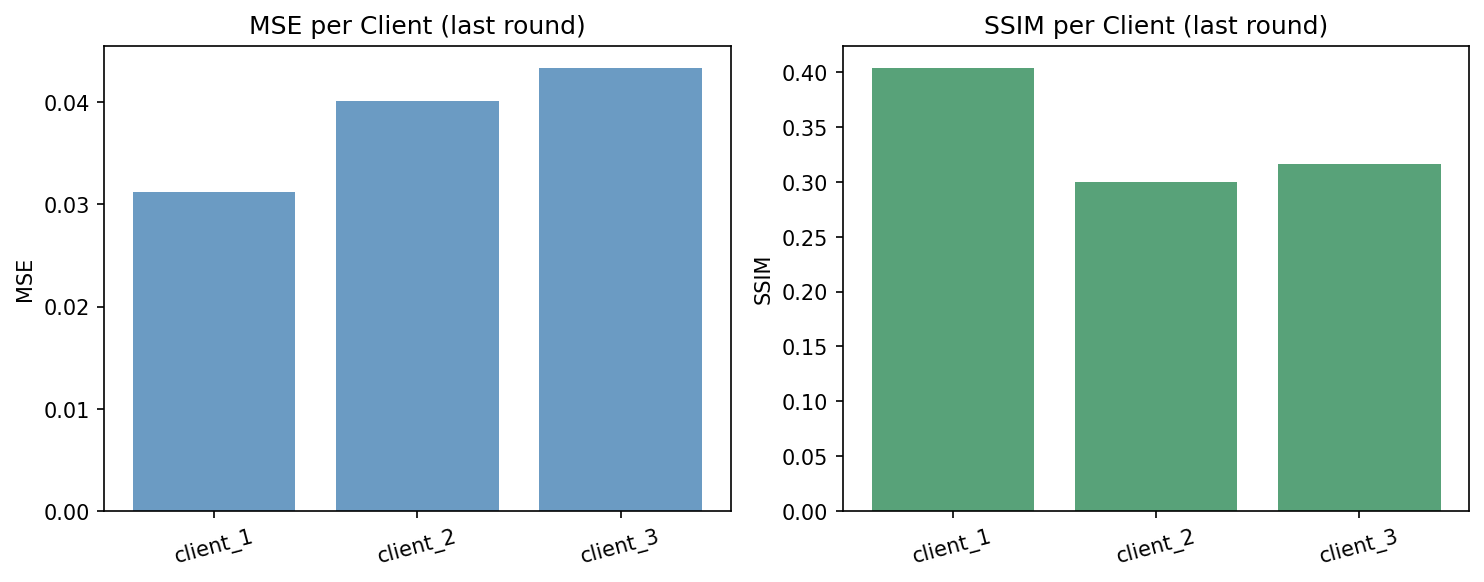 MSE per Client (last round)
MSE
0.04
0.03
0.02
0.01
0.00
client_1
client_2
client_3
SSIM per Client (last round)
SSIM
0.40
0.35
0.30
0.25
0.20
0.15
0.10
0.05
0.00
client_1
client_2
client_3